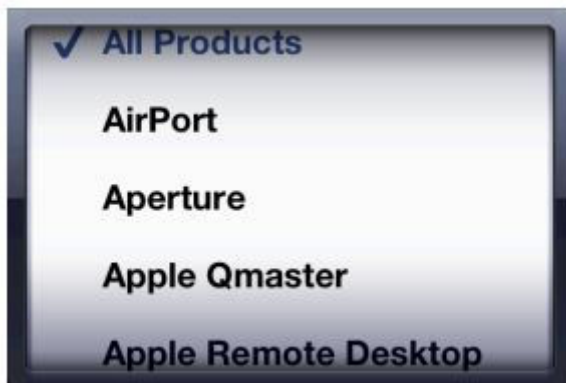 All Products
AirPort
Aperture
Apple Qmaster
Apple Remote Desktop